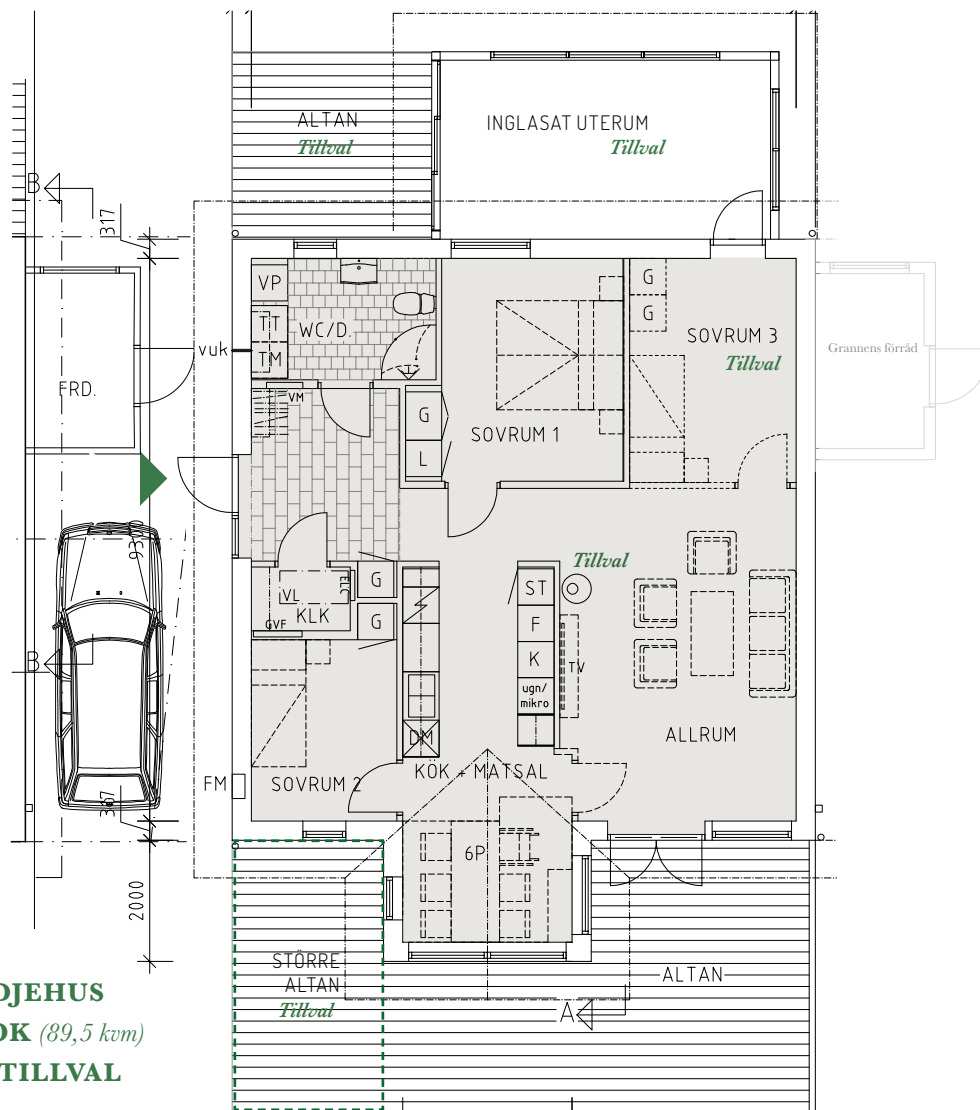 ALTAN
Tillval
INGLASAT UTERUM
Tillval
B
317
VP
TT
TM
WC/D.
T
vuk
FRD.
VM
G
L
SOVRUM 1
G
G
SOVRUM 3
Tillval
Grannens förråd
Tillval
VL
ELC
GVF
KLK
G
G
ST
F
K
ugn/
mikro
TV
DM
ALLRUM
B
FM
SOVRUM 2
KÖK + MATSAL
367
6P
2000
STÖRRE
ALTAN
Tillval
ALTAN
A
DJEHUS
OK (89,5 kvm)
TILLVAL